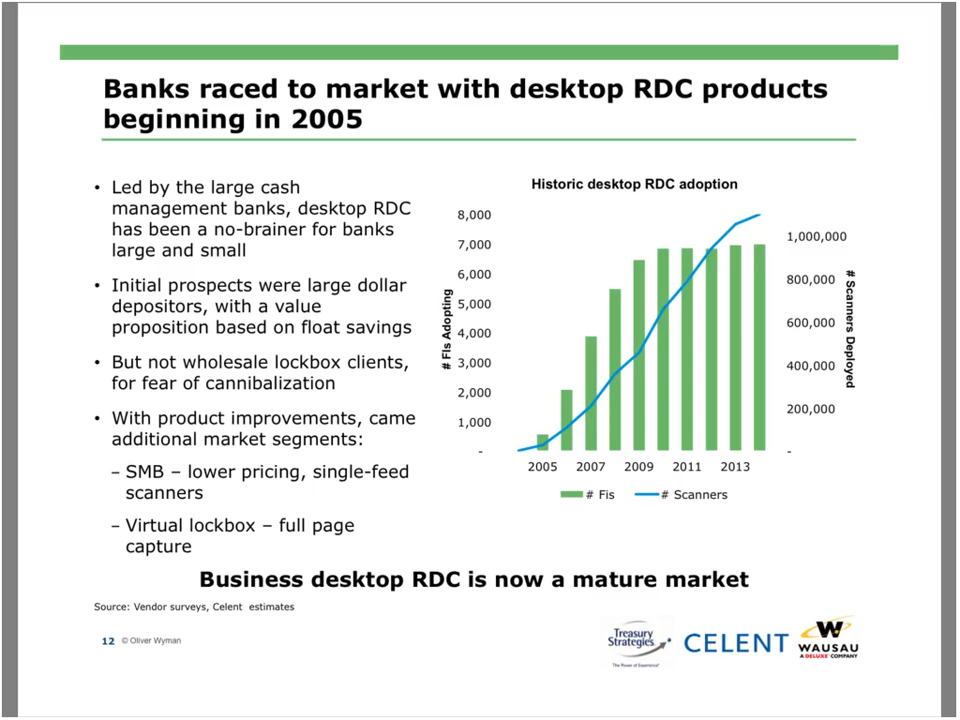 Banks raced to market with desktop RDC products
beginning in 2005
• Led by the large cash
management banks, desktop RDC
has been a no-brainer for banks
large and small
• Initial prospects were large dollar
depositors, with a value
proposition based on float savings
• But not wholesale lockbox clients,
for fear of cannibalization
• With product improvements, came
additional market segments:
– SMB – lower pricing, single-feed
scanners
– Virtual lockbox – full page
capture
Historic desktop RDC adoption
# FIs Adopting
8,000
7,000
6,000
5,000
4,000
3,000
2,000
1,000
-
1,000,000
800,000
600,000
400,000
200,000
-
# Scanners Deployed
2005 2007 2009 2011 2013
# Fis # Scanners
Business desktop RDC is now a mature market
Source: Vendor surveys, Celent estimates
12 © Oliver Wyman
Treasury
Strategies
The Power of Experience®
CELENT
W
WAUSAU
A DELUXE COMPANY